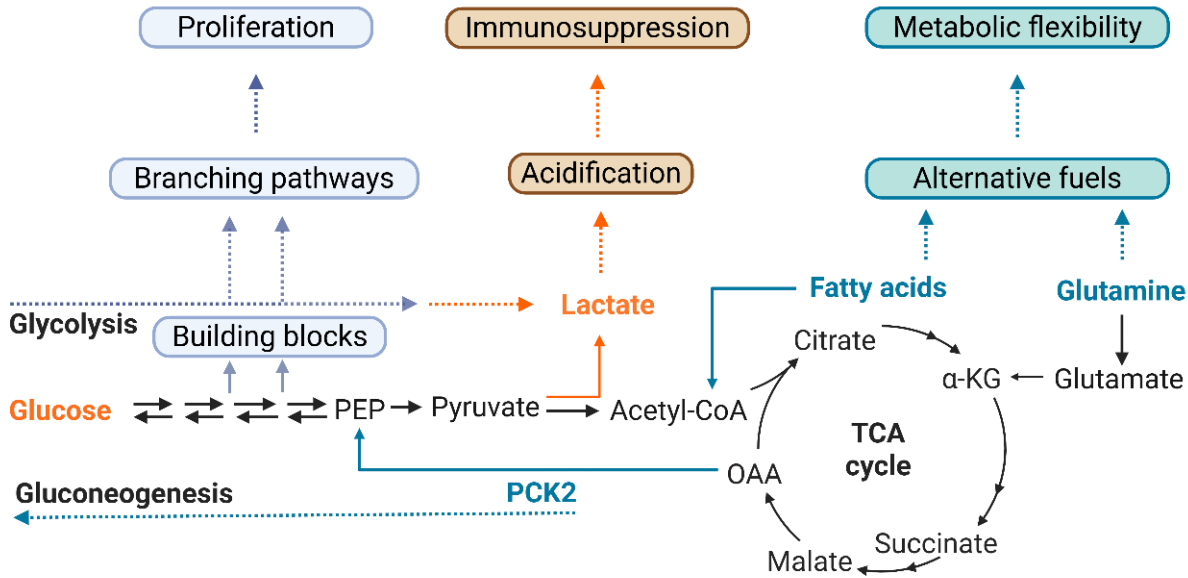 Proliferation
Immunosuppression
Metabolic flexibility
Branching pathways
Acidification
Alternative fuels
Glycolysis
Lactate
Fatty acids
Glutamine
Building blocks
Citrate
Glucose
PEP
Pyruvate
Acetyl-CoA
α-KG
Glutamate
TCA
cycle
OAA
Gluconeogenesis
PCK2
Malate
Succinate